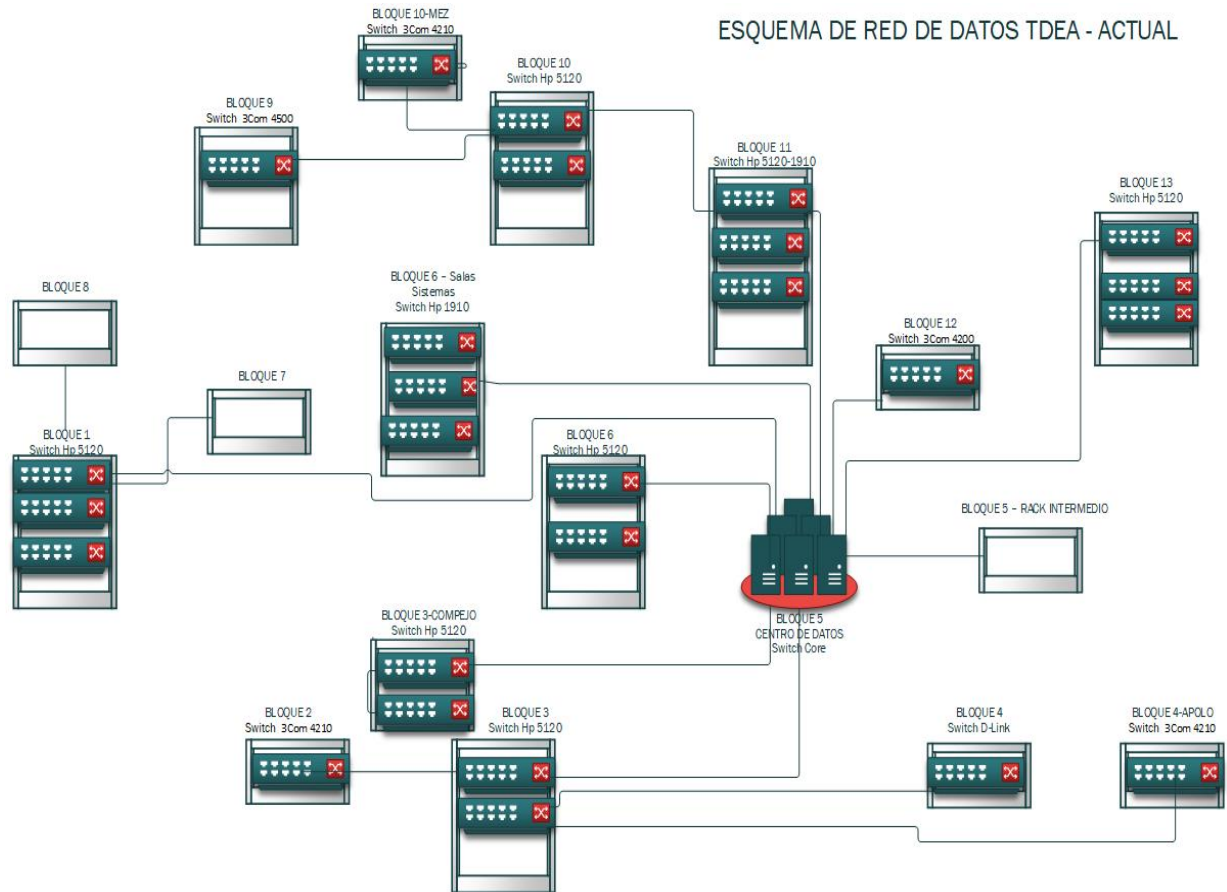 ESQUEMA DE RED DE DATOS TDEA - ACTUAL
BLOQUE 10-MEZ
Switch 3Com 4210
BLOQUE 10
Switch Hp 5120
BLOQUE 9
Switch 3Com 4500
BLOQUE 11
Switch Hp 5120-1910
BLOQUE 13
Switch Hp 5120
BLOQUE 8
BLOQUE 6 – Salas
Sistemas
Switch Hp 1910
BLOQUE 12
Switch 3Com 4200
BLOQUE 7
BLOQUE 1
Switch Hp 5120
BLOQUE 6
Switch Hp 5120
BLOQUE 5 – RACK INTERMEDIO
BLOQUE 5
CENTRO DE DATOS
Switch Core
BLOQUE 3-COMPEJO
Switch Hp 5120
BLOQUE 2
Switch 3Com 4210
BLOQUE 3
Switch Hp 5120
BLOQUE 4
Switch D-Link
BLOQUE 4-APOLO
Switch 3Com 4210